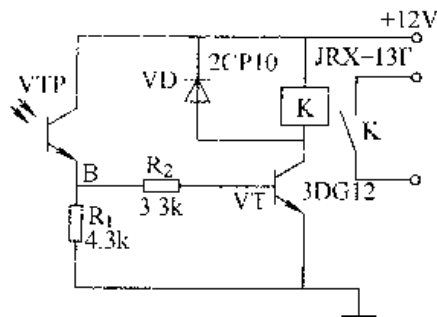 +12V
VTP
VD
2CP10
JRX-13F
K
K
B
R2
3.3k
VT
3DG12
R1
4.3k